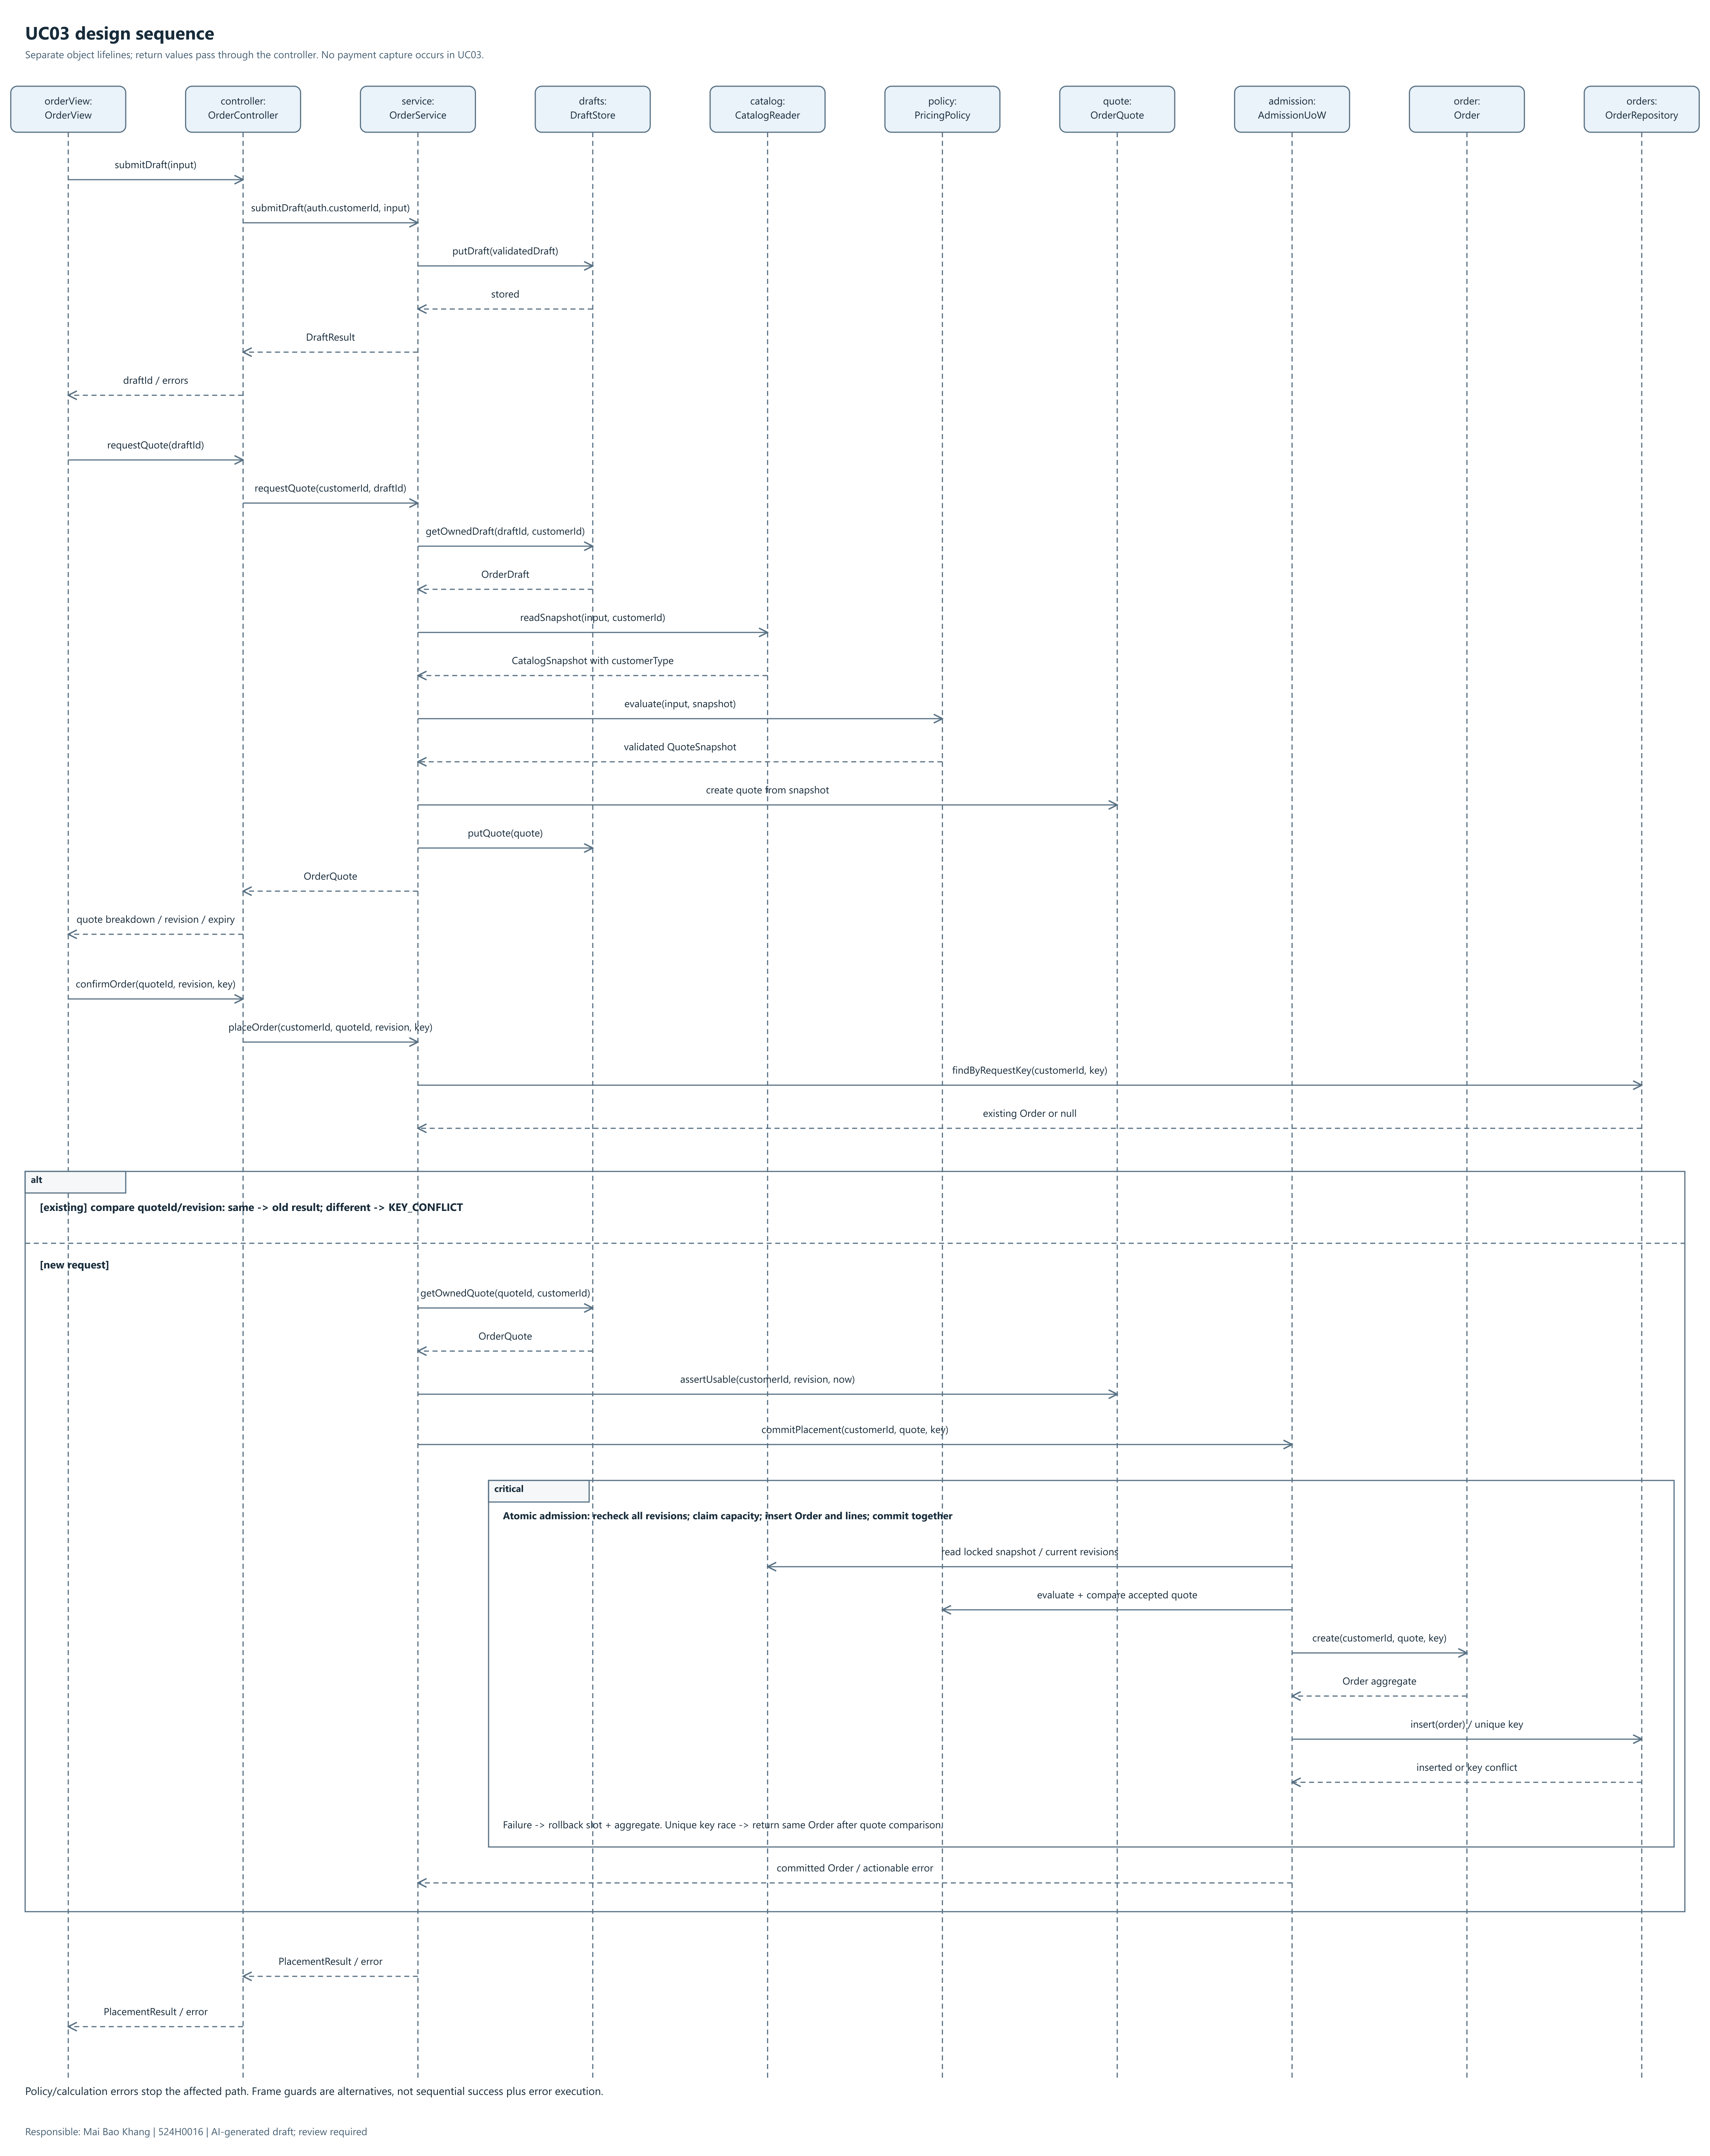 UC03 design sequence
Separate object lifelines; return values pass through the controller. No payment capture occurs in UC03.
orderView:
OrderView
controller:
OrderController
service:
OrderService
drafts:
DraftStore
catalog:
CatalogReader
policy:
PricingPolicy
quote:
OrderQuote
admission:
AdmissionUoW
order:
Order
orders:
OrderRepository
submitDraft(input)
submitDraft(auth.customerId, input)
putDraft(validatedDraft)
stored
DraftResult
draftId / errors
requestQuote(draftId)
requestQuote(customerId, draftId)
getOwnedDraft(draftId, customerId)
OrderDraft
readSnapshot(input, customerId)
CatalogSnapshot with customerType
evaluate(input, snapshot)
validated QuoteSnapshot
create quote from snapshot
putQuote(quote)
OrderQuote
quote breakdown / revision / expiry
confirmOrder(quoteId, revision, key)
placeOrder(customerId, quoteId, revision, key)
findByRequestKey(customerId, key)
existing Order or null
alt
[existing] compare quoteId/revision: same -> old result; different -> KEY_CONFLICT
[new request]
getOwnedQuote(quoteId, customerId)
OrderQuote
assertUsable(customerId, revision, now)
commitPlacement(customerId, quote, key)
critical
Atomic admission: recheck all revisions; claim capacity; insert Order and lines; commit together
read locked snapshot / current revisions
evaluate + compare accepted quote
create(customerId, quote, key)
Order aggregate
insert(order) / unique key
inserted or key conflict
Failure -> rollback slot + aggregate. Unique key race -> return same Order after quote comparison.
committed Order / actionable error
PlacementResult / error
PlacementResult / error
Policy/calculation errors stop the affected path. Frame guards are alternatives, not sequential success plus error execution.
Responsible: Mai Bao Khang | 524H0016 | AI-generated draft; review required